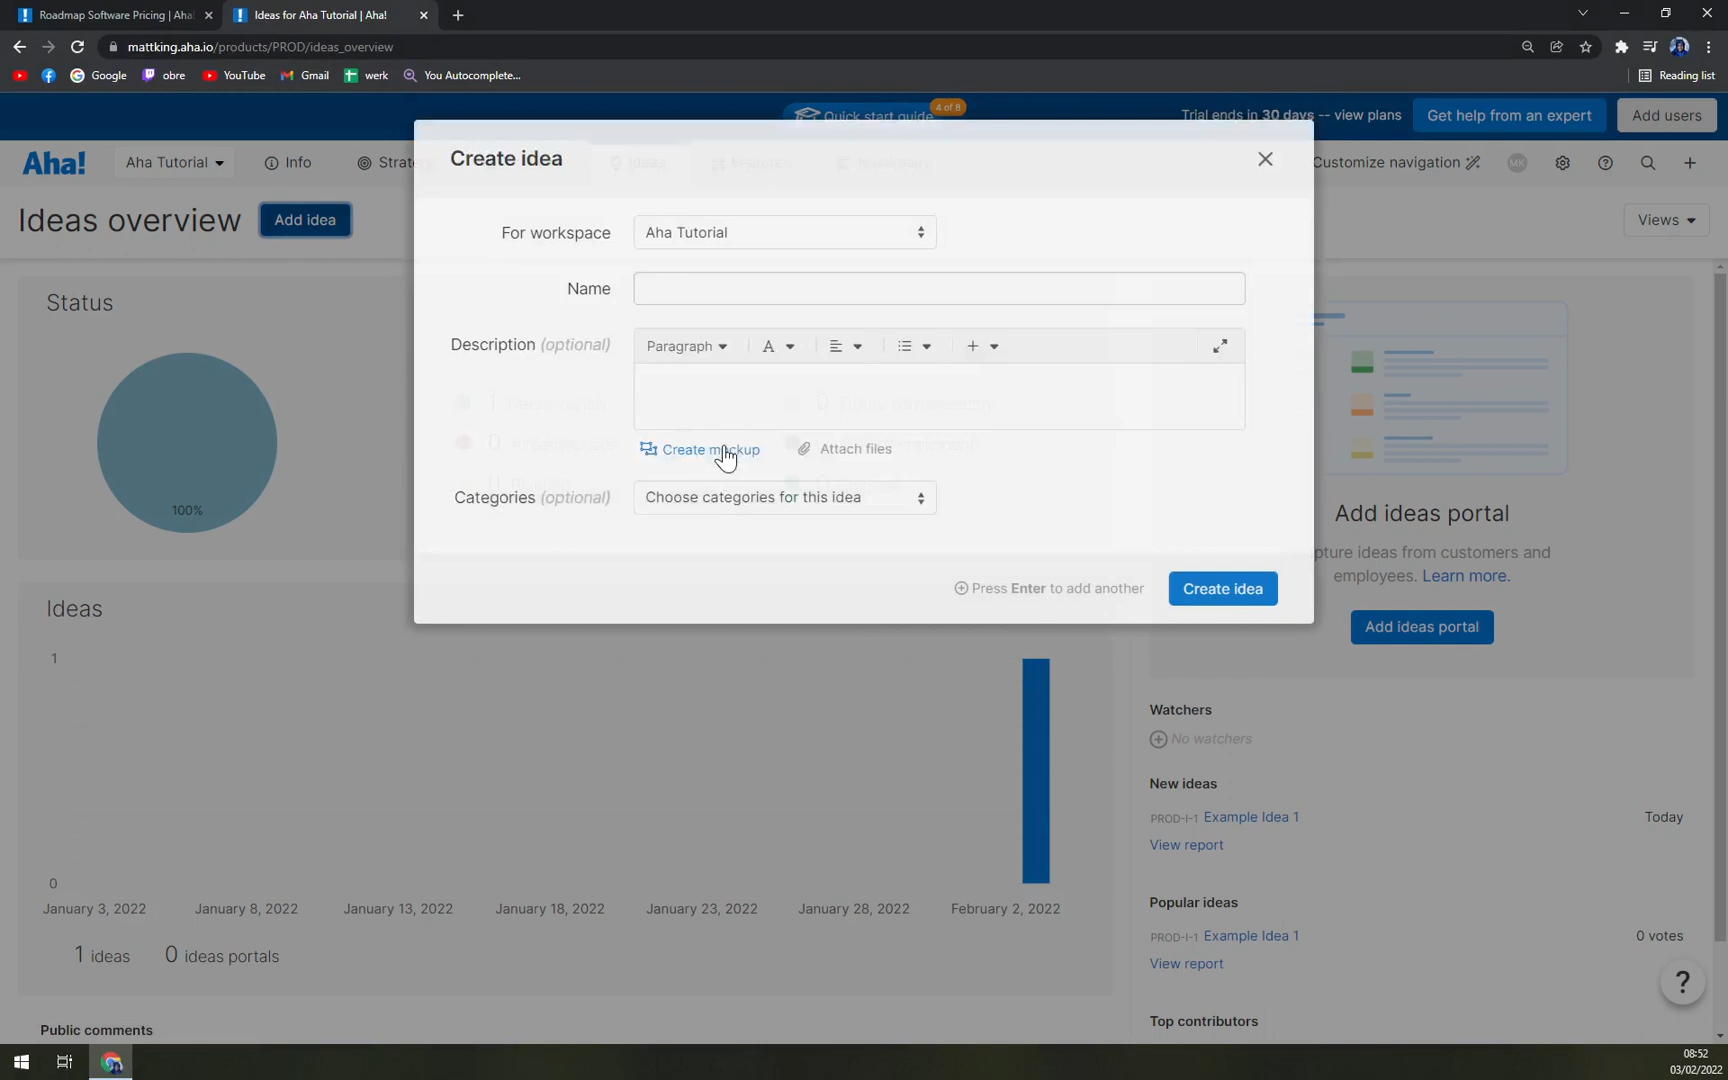 Roadmap Software Pricing | Aha!
Ideas for Aha Tutorial | Aha!
mattking.aha.io/products/PROD/ideas_overview
Google
obre
YouTube
Gmail
werk
You Autocomplete...
Reading list
Quick start guide
4 of 8
Trial ends in 30 days -- view plans
Get help from an expert
Add users
Aha!
Aha Tutorial
Info
Create idea
Customize navigation
MK
Ideas overview
Add idea
Views
For workspace
Aha Tutorial
Name
Description (optional)
Paragraph
A
Create mockup
Attach files
Categories (optional)
Choose categories for this idea
Press Enter to add another
Create idea
Status
100%
Add ideas portal
employees. Learn more.
Add ideas portal
Ideas
1
0
January 3, 2022
January 8, 2022
January 13, 2022
January 18, 2022
January 23, 2022
January 28, 2022
February 2, 2022
1 ideas
0 ideas portals
Public comments
Watchers
No watchers
New ideas
PROD-I-1 Example Idea 1
Today
View report
Popular ideas
PROD-I-1 Example Idea 1
0 votes
View report
Top contributors
?
08:52
03/02/2022